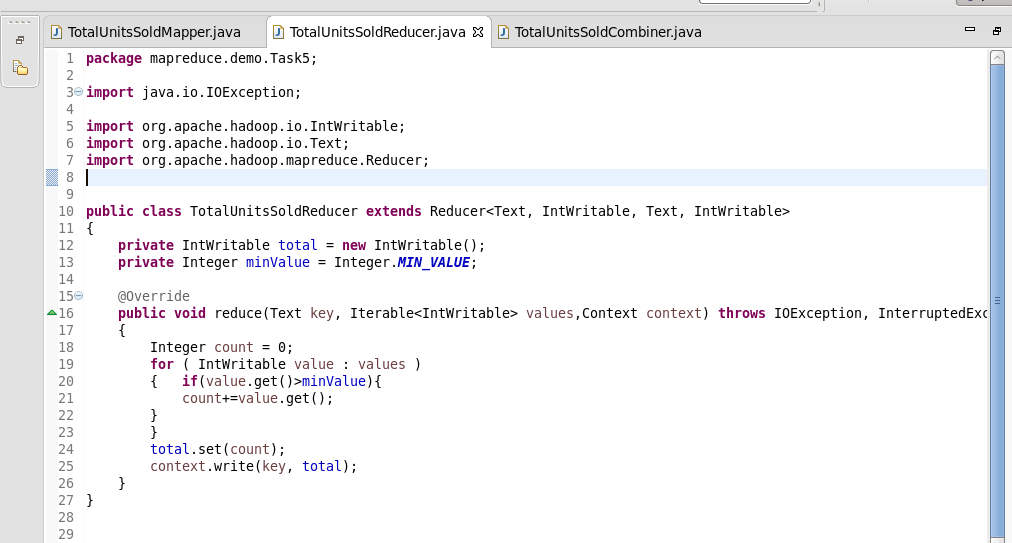 TotalUnitsSoldMapper.java TotalUnitsSoldReducer.java TotalUnitsSoldCombiner.java
1 package mapreduce.demo.Task5;
2
3 import java.io.IOException;
4
5 import org.apache.hadoop.io.IntWritable;
6 import org.apache.hadoop.io.Text;
7 import org.apache.hadoop.mapreduce.Reducer;
8
9
10 public class TotalUnitsSoldReducer extends Reducer<Text, IntWritable, Text, IntWritable>
11 {
12     private IntWritable total = new IntWritable();
13     private Integer minValue = Integer.MIN_VALUE;
14
15     @Override
16     public void reduce(Text key, Iterable<IntWritable> values,Context context) throws IOException, InterruptedExc
17     {
18         Integer count = 0;
19         for ( IntWritable value : values )
20         {   if(value.get()>minValue){
21             count+=value.get();
22         }
23         }
24         total.set(count);
25         context.write(key, total);
26     }
27 }
28
29